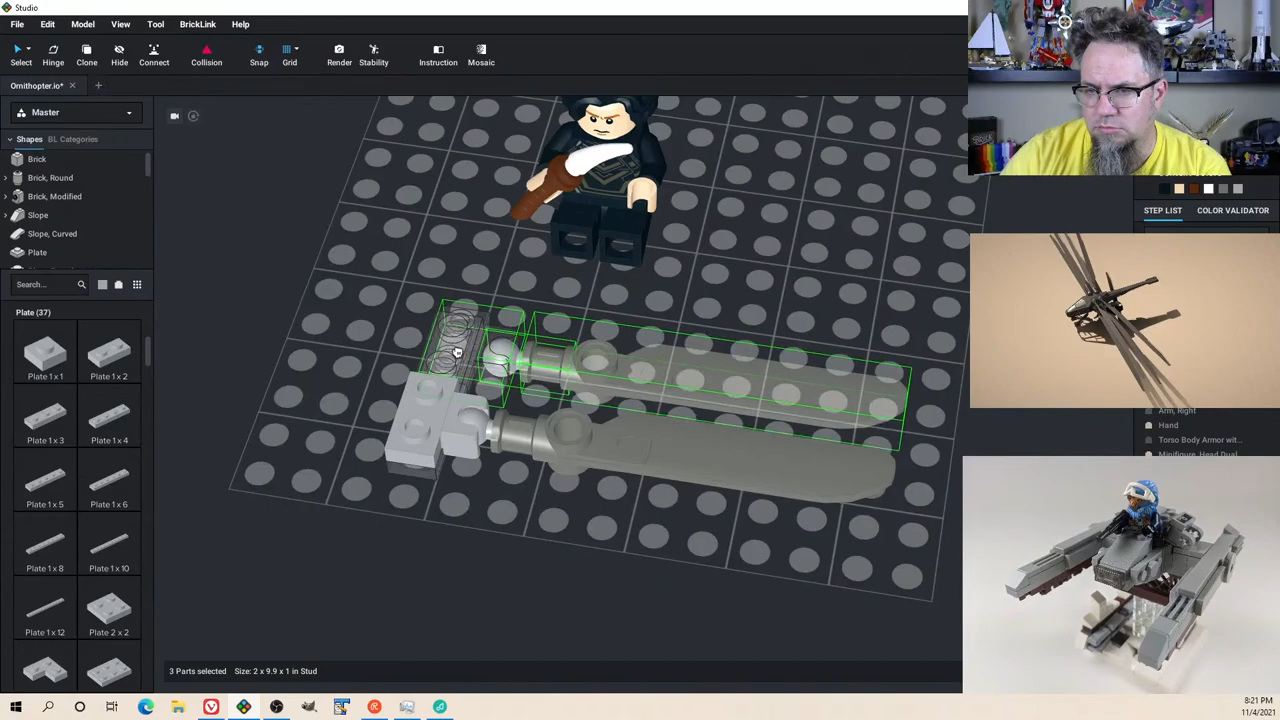 Studio
File Edit Model View Tool BrickLink Help
Select Hinge Clone Hide Connect Collision Snap Grid Render Stability Instruction Mosaic
Ornithopter.io*
Master
Shapes BL Categories
Brick
Brick, Round
Brick, Modified
Slope
Slope, Curved
Plate
Search...
Plate (37)
Plate 1 x 1 Plate 1 x 2
Plate 1 x 3 Plate 1 x 4
Plate 1 x 5 Plate 1 x 6
Plate 1 x 8 Plate 1 x 10
Plate 1 x 12 Plate 2 x 2
STEP LIST COLOR VALIDATOR
Arm, Right
Hand
Torso Body Armor wit...
Minifigure, Head Dual
3 Parts selected Size: 2 x 9.9 x 1 in Stud
8:21 PM
11/4/2021